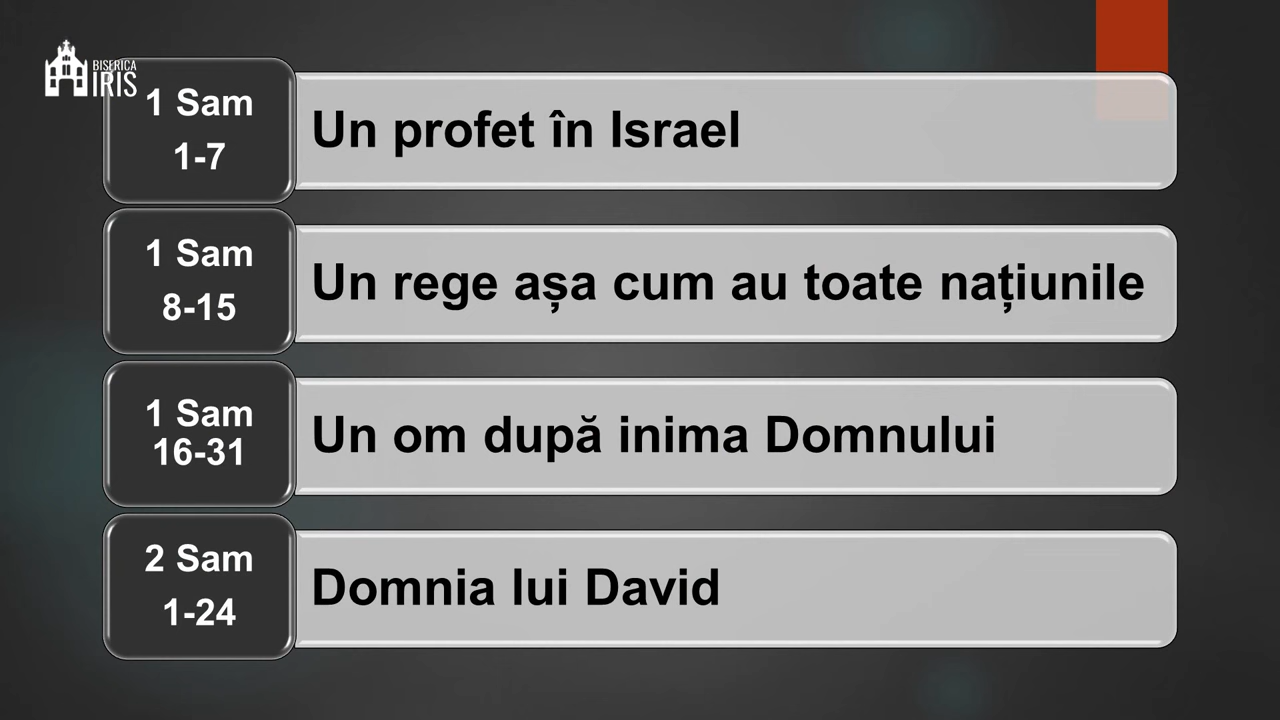 BISERICA
IRIS
1 Sam
1-7
Un profet în Israel
1 Sam
8-15
Un rege așa cum au toate națiunile
1 Sam
16-31
Un om după inima Domnului
2 Sam
1-24
Domnia lui David